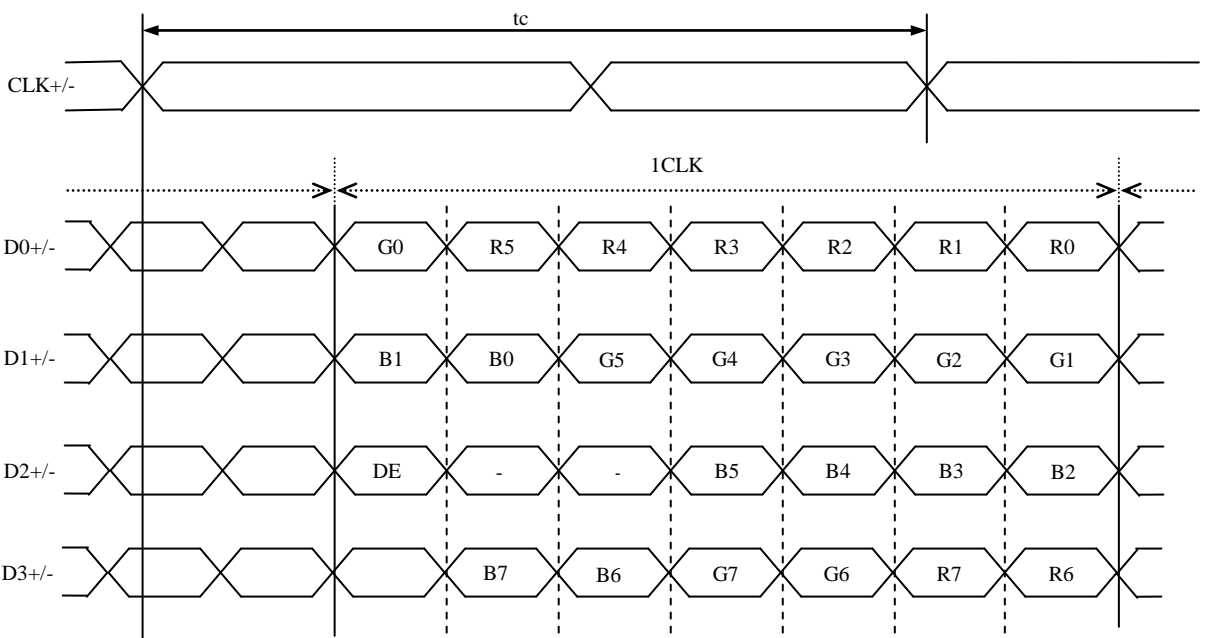 tc
CLK+/-
1CLK
D0+/- G0 R5 R4 R3 R2 R1 R0
D1+/- B1 B0 G5 G4 G3 G2 G1
D2+/- DE - - B5 B4 B3 B2
D3+/- B7 B6 G7 G6 R7 R6